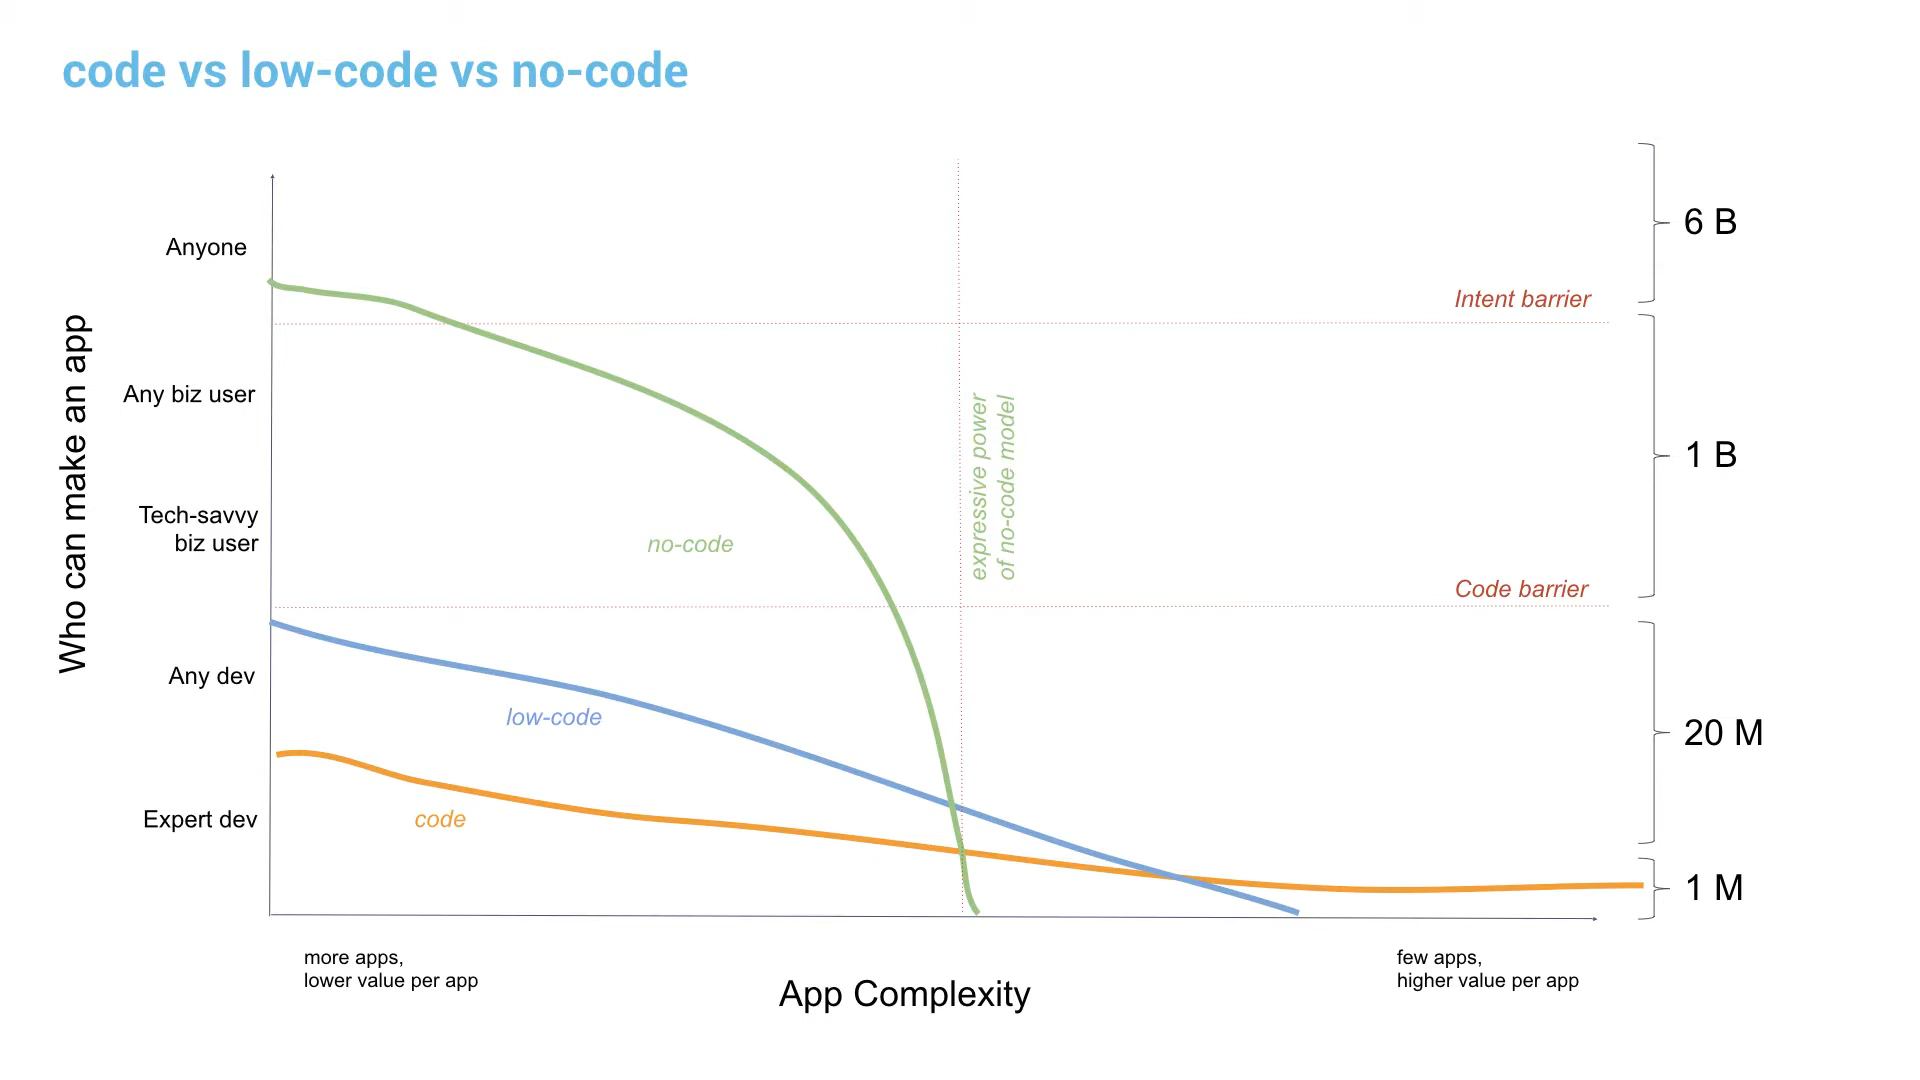 code vs low-code vs no-code
Who can make an app
Anyone
Any biz user
Tech-savvy
biz user
Any dev
Expert dev
no-code
low-code
code
expressive power
of no-code model
Intent barrier
Code barrier
6 B
1 B
20 M
1 M
more apps,
lower value per app
App Complexity
few apps,
higher value per app